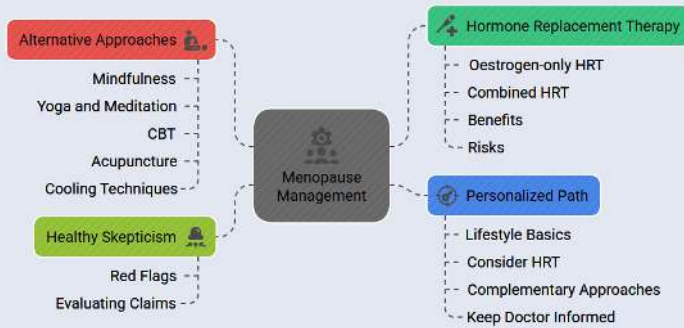 Alternative Approaches
Mindfulness
Yoga and Meditation
CBT
Acupuncture
Cooling Techniques
Healthy Skepticism
Red Flags
Evaluating Claims
Menopause
Management
Hormone Replacement Therapy
Oestrogen-only HRT
Combined HRT
Benefits
Risks
Personalized Path
Lifestyle Basics
Consider HRT
Complementary Approaches
Keep Doctor Informed